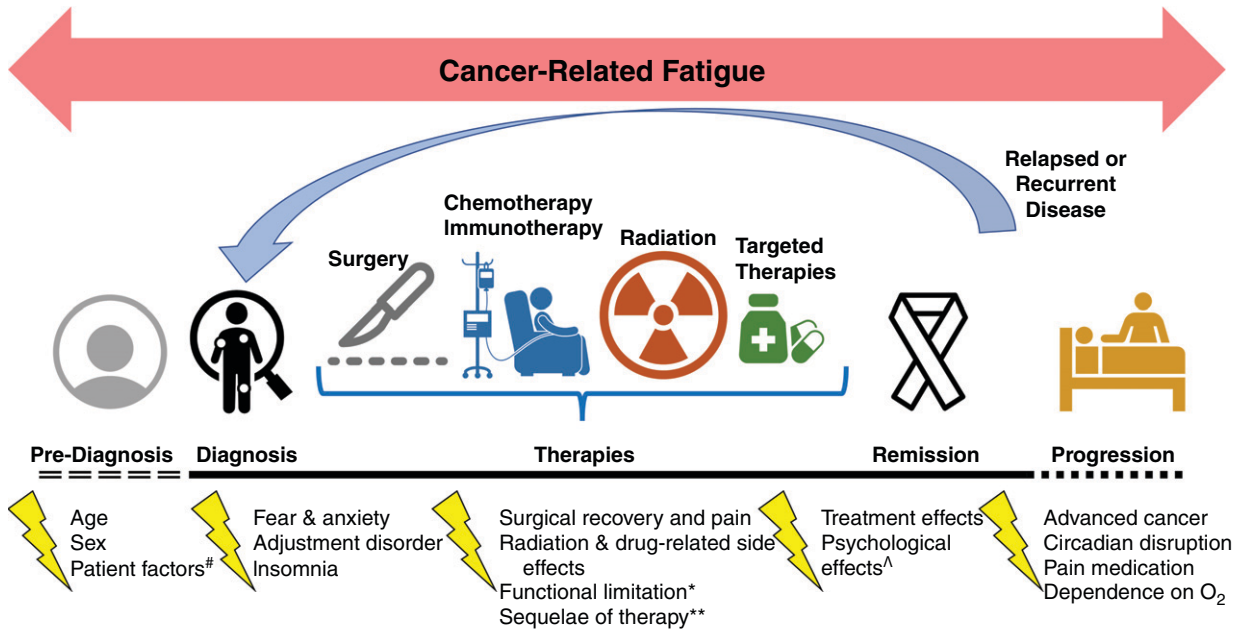 Cancer-Related Fatigue
Relapsed or
Recurrent
Disease
Chemotherapy
Immunotherapy
Surgery
Radiation
Targeted
Therapies
Pre-Diagnosis
Diagnosis
Therapies
Remission
Progression
Age
Sex
Patient factors#
Fear & anxiety
Adjustment disorder
Insomnia
Surgical recovery and pain
Radiation & drug-related side
effects
Functional limitation*
Sequelae of therapy**
Treatment effects
Psychological
effects^
Advanced cancer
Circadian disruption
Pain medication
Dependence on O2